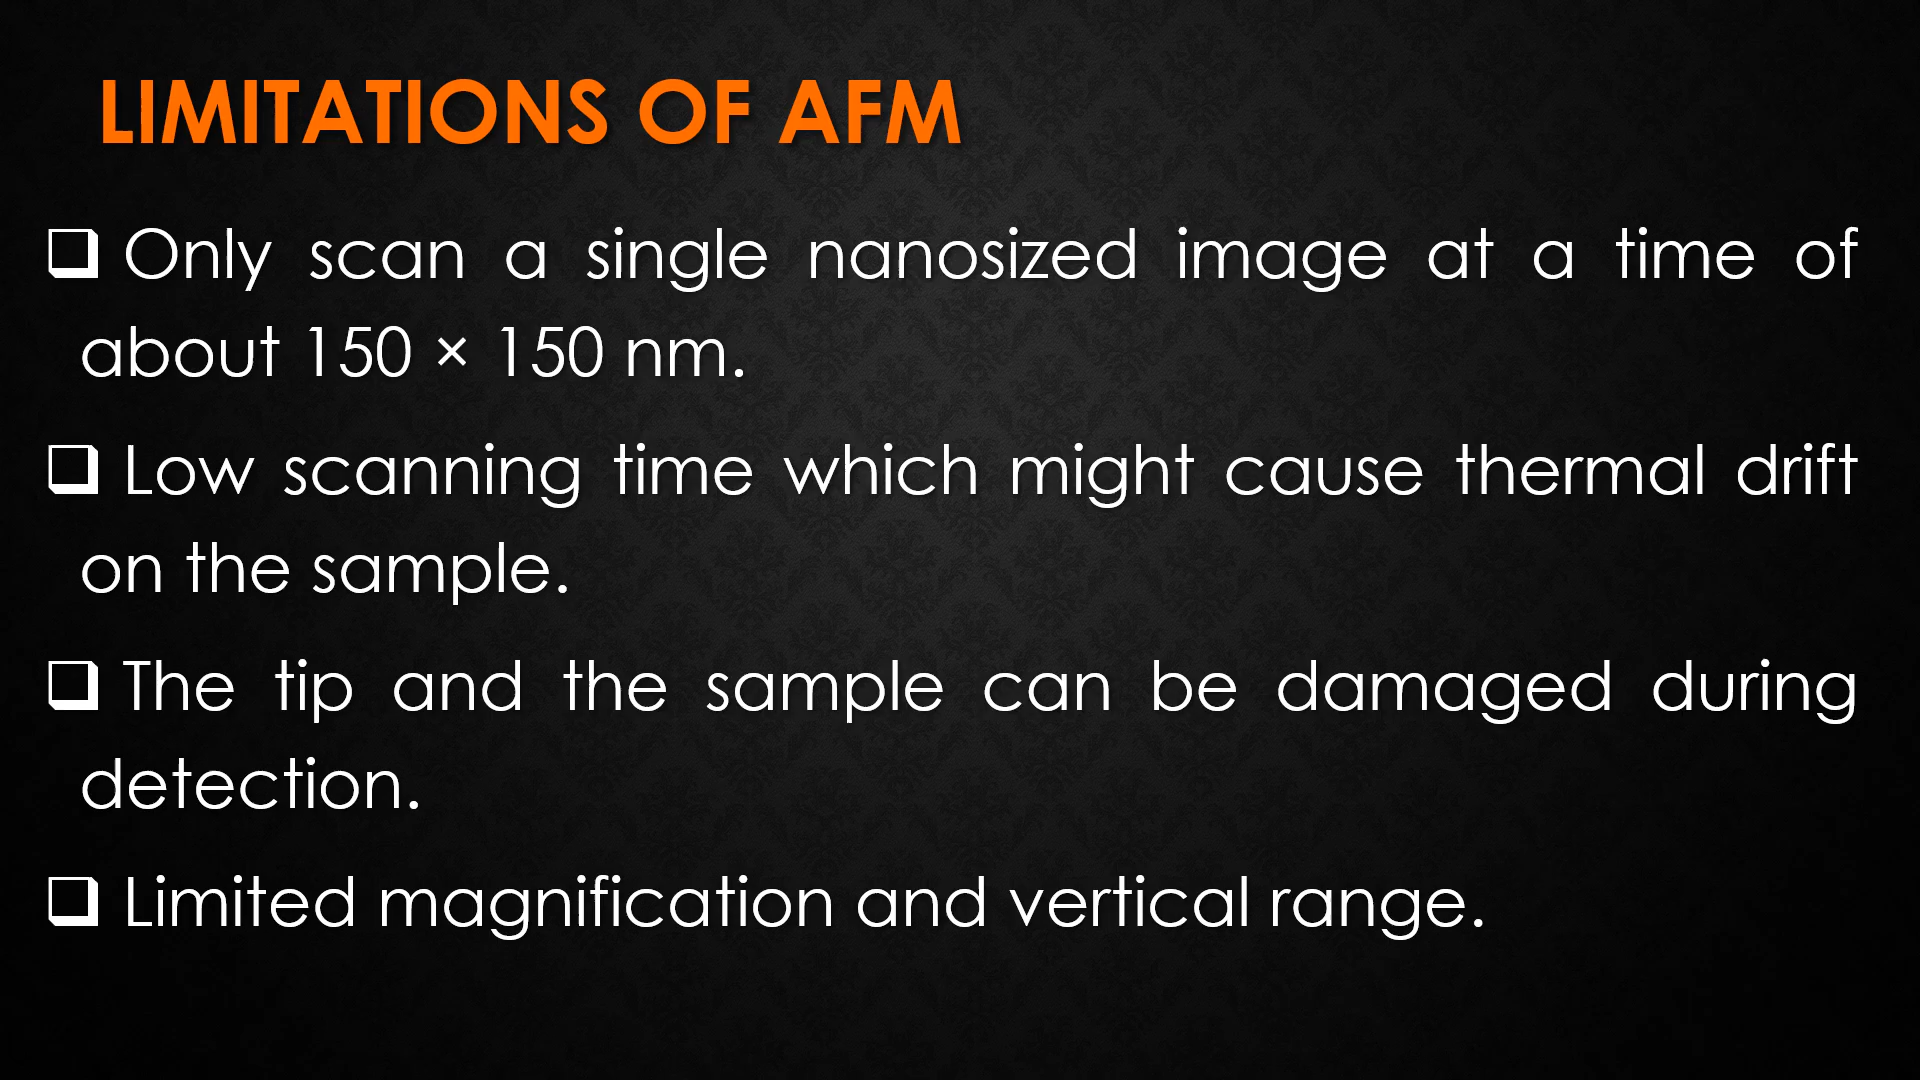 LIMITATIONS OF AFM
❑ Only scan a single nanosized image at a time of
about 150 × 150 nm.
❑ Low scanning time which might cause thermal drift
on the sample.
❑ The tip and the sample can be damaged during
detection.
❑ Limited magnification and vertical range.